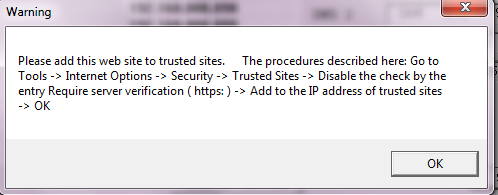 Warning
Please add this web site to trusted sites.     The procedures described here: Go to
Tools -> Internet Options -> Security -> Trusted Sites -> Disable the check by the
entry Require server verification ( https: ) -> Add to the IP address of trusted sites
-> OK
OK